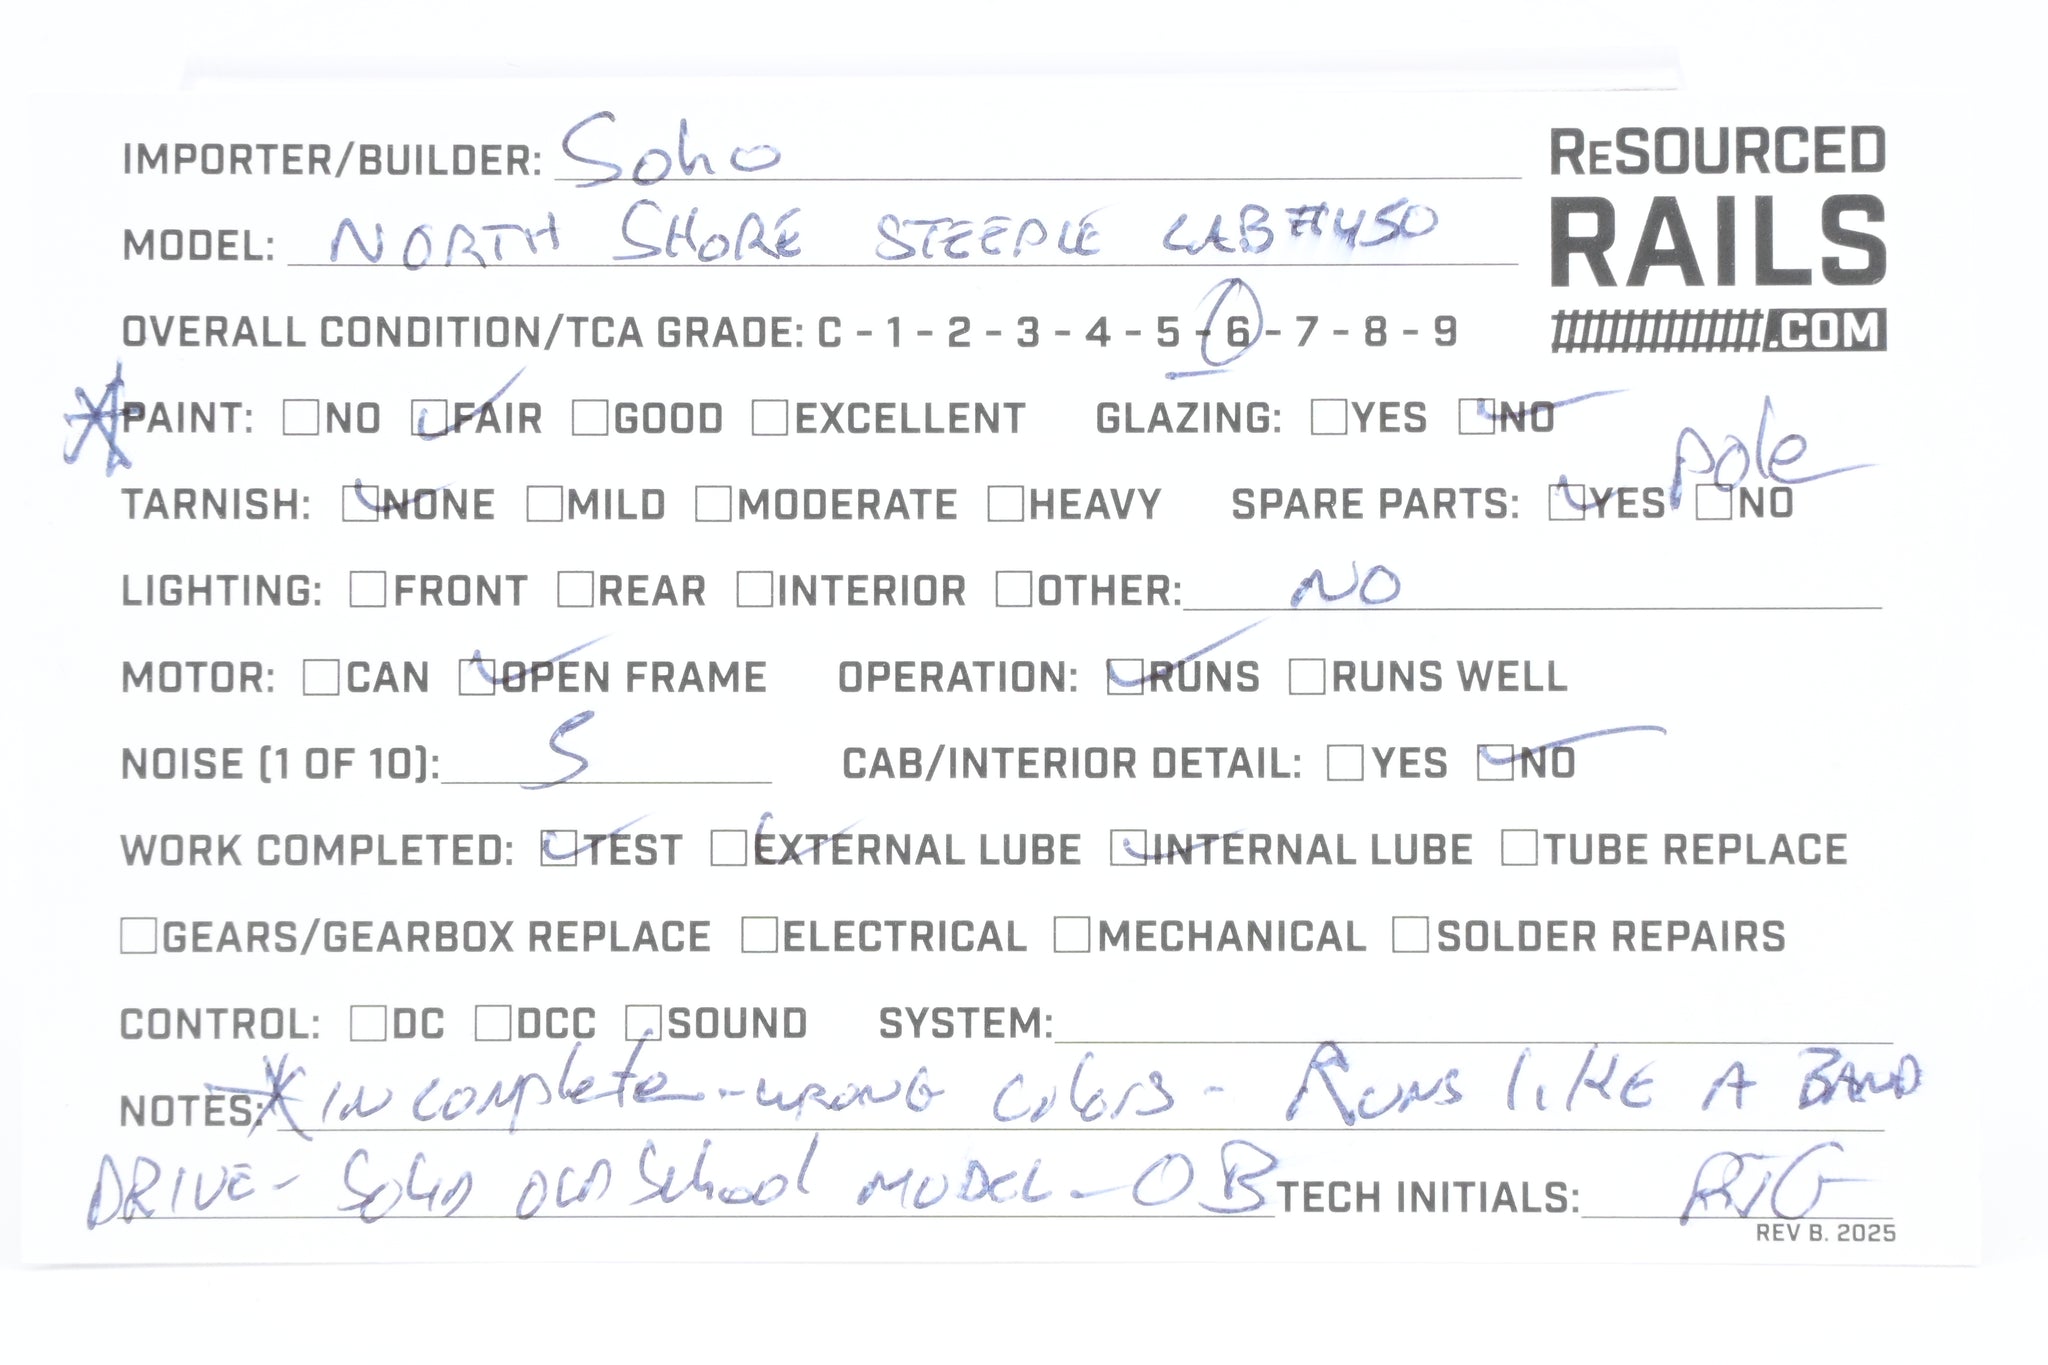 IMPORTER/BUILDER: Soho
RESOURCED
RAILS
.COM
MODEL: NORTH SHORE STEEPLE CAB #450
OVERALL CONDITION/TCA GRADE: C - 1 - 2 - 3 - 4 - 5 - 6 - 7 - 8 - 9
*PAINT: ☐NO ☑FAIR ☐GOOD ☐EXCELLENT GLAZING: ☐YES ☑NO
TARNISH: ☑NONE ☐MILD ☐MODERATE ☐HEAVY SPARE PARTS: ☑YES pole ☐NO
LIGHTING: ☐FRONT ☐REAR ☐INTERIOR ☐OTHER: NO
MOTOR: ☐CAN ☑OPEN FRAME OPERATION: ☑RUNS ☐RUNS WELL
NOISE (1 OF 10): 5 CAB/INTERIOR DETAIL: ☐YES ☑NO
WORK COMPLETED: ☑TEST ☑EXTERNAL LUBE ☑INTERNAL LUBE ☐TUBE REPLACE
☐GEARS/GEARBOX REPLACE ☐ELECTRICAL ☐MECHANICAL ☐SOLDER REPAIRS
CONTROL: ☐DC ☐DCC ☐SOUND SYSTEM:
NOTES: *INCOMPlete - WRONG COlORS - RUNS lIKE A BAND
DRIVE - SOliD OLD School MODEL - OB TECH INITIALS: RTG
REV B. 2025